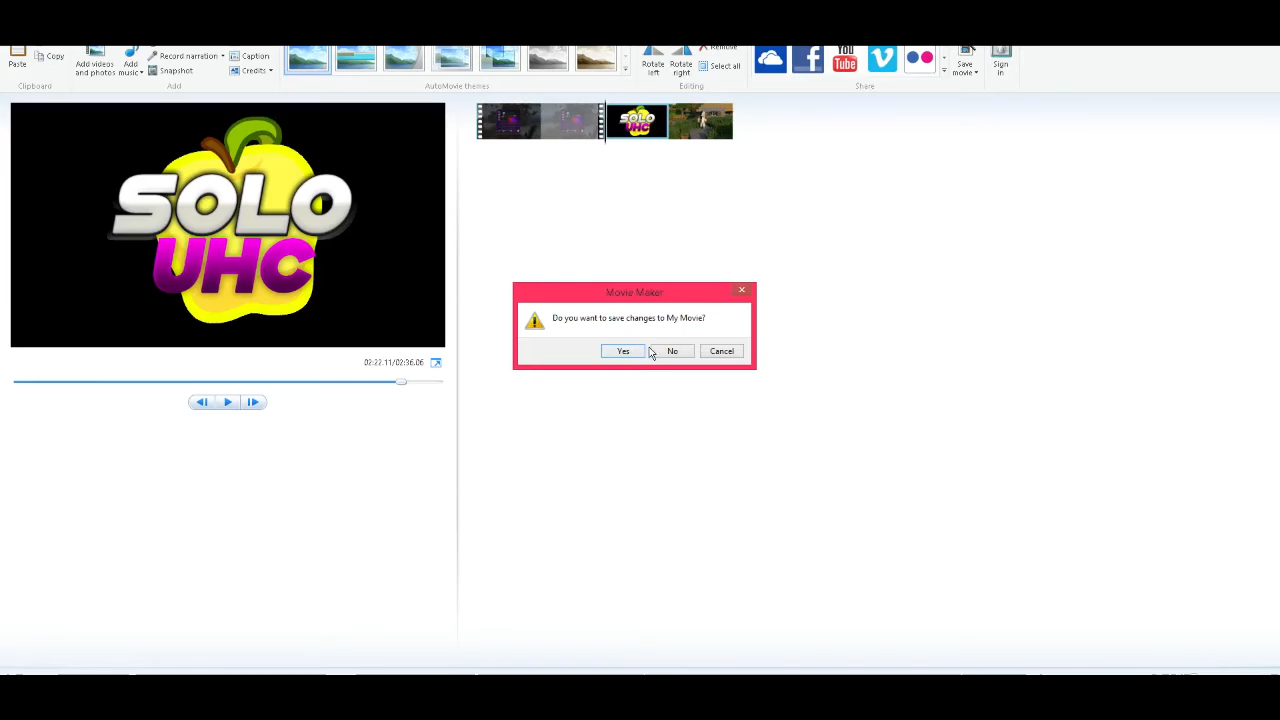 Paste
Copy
Clipboard
Add videos
and photos
Add
music
Record narration
Snapshot
Caption
Credits
Add
AutoMovie themes
Rotate
left
Rotate
right
Remove
Select all
Editing
You
Tube
Share
Save
movie
Sign
in
SOLO
UHC
02:22.11/02:36.06
SOLO
UHC
Movie Maker
Do you want to save changes to My Movie?
Yes
No
Cancel